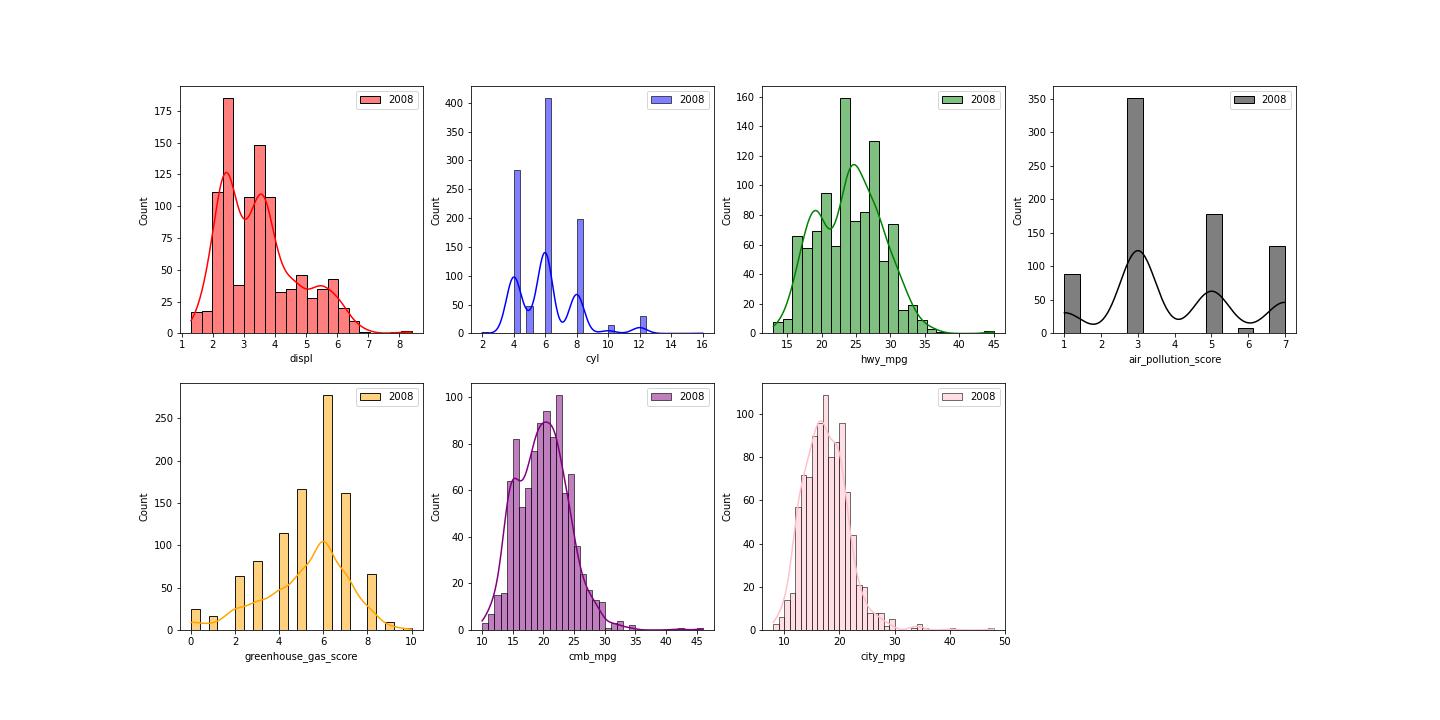 2008
Count
175
150
125
100
75
50
25
0
1 2 3 4 5 6 7 8
displ
2008
Count
400
350
300
250
200
150
100
50
0
2 4 6 8 10 12 14 16
cyl
2008
Count
160
140
120
100
80
60
40
20
0
15 20 25 30 35 40 45
hwy_mpg
2008
Count
350
300
250
200
150
100
50
0
1 2 3 4 5 6 7
air_pollution_score
2008
Count
250
200
150
100
50
0
0 2 4 6 8 10
greenhouse_gas_score
2008
Count
100
80
60
40
20
0
10 15 20 25 30 35 40 45
cmb_mpg
2008
Count
100
80
60
40
20
0
10 20 30 40 50
city_mpg